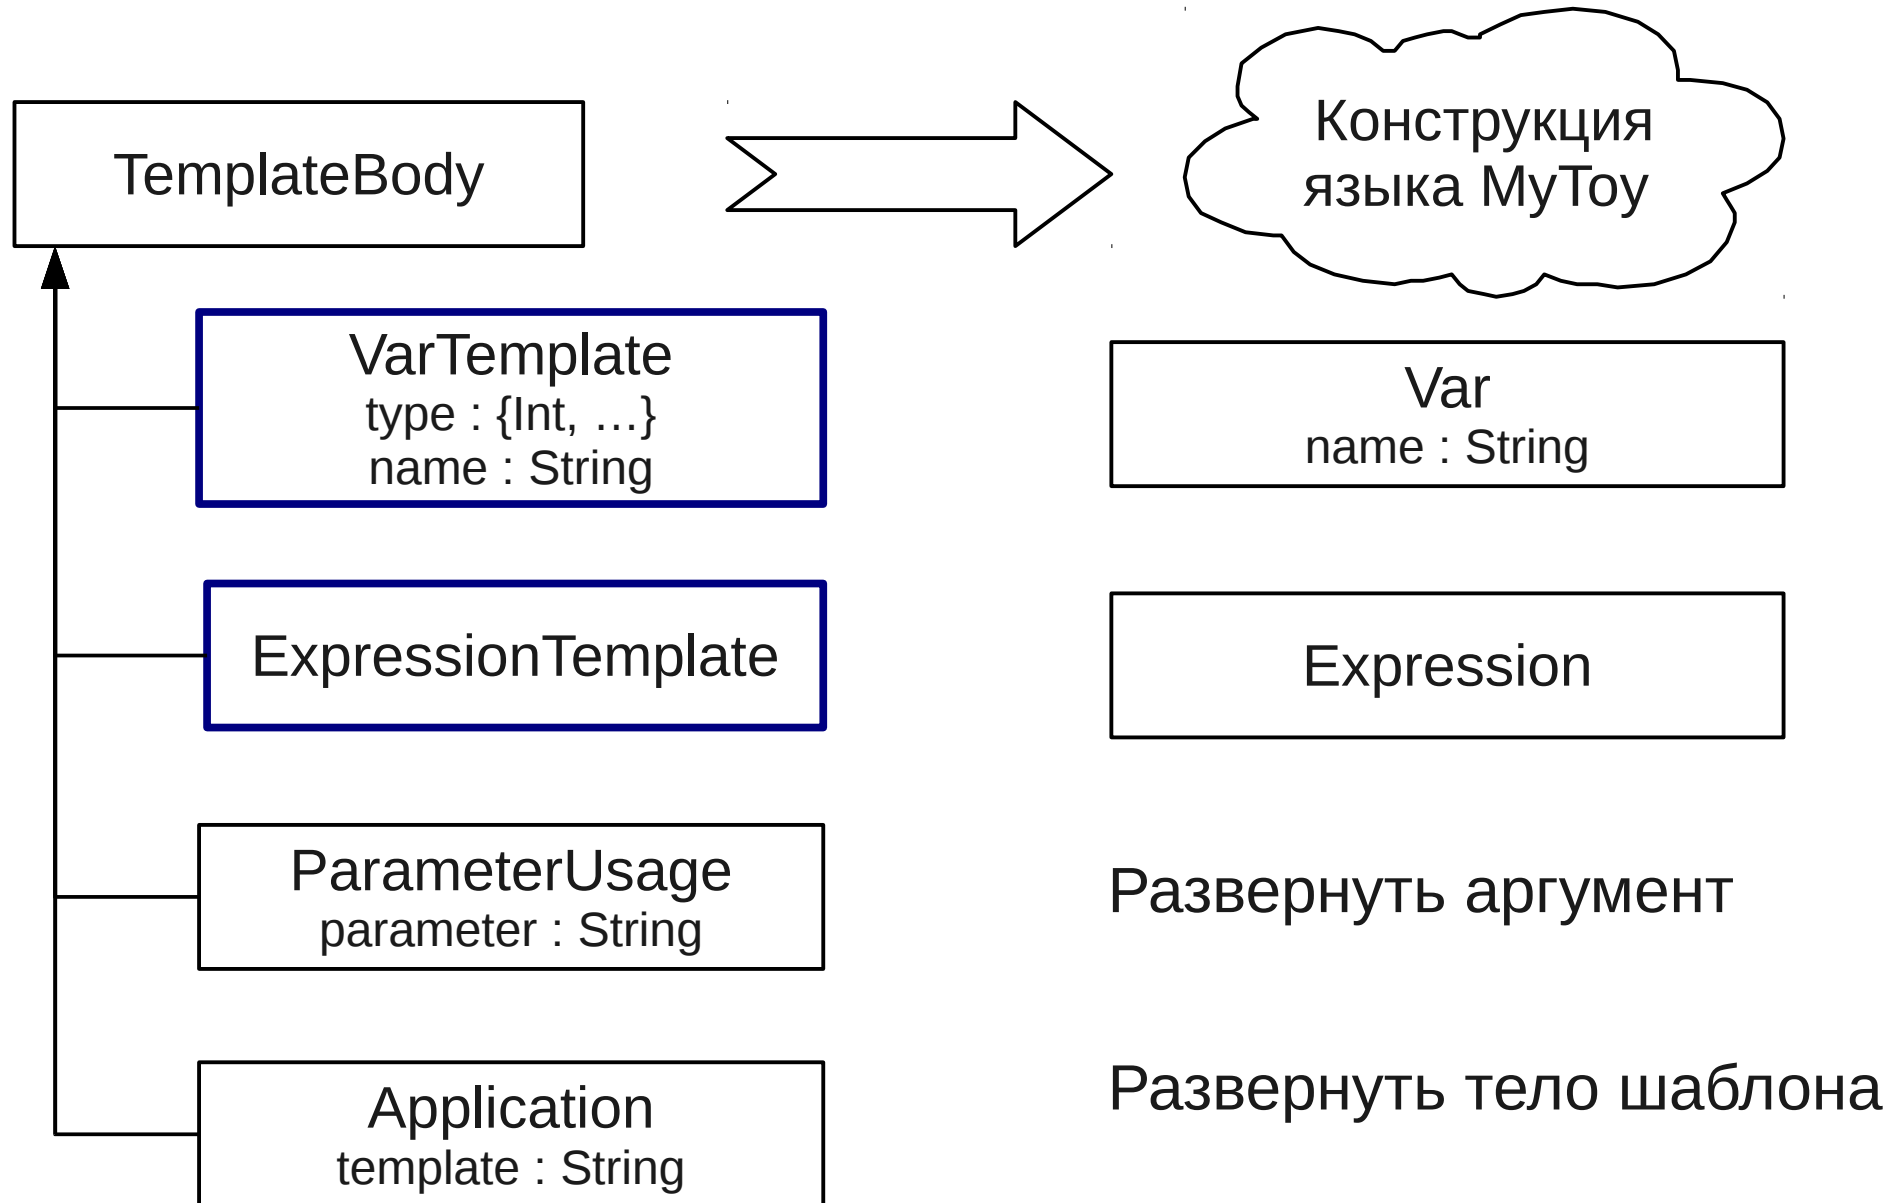 TemplateBody
Конструкция
языка MyToy
VarTemplate
type : {Int, …}
name : String
Var
name : String
ExpressionTemplate
Expression
ParameterUsage
parameter : String
Развернуть аргумент
Application
template : String
Развернуть тело шаблона